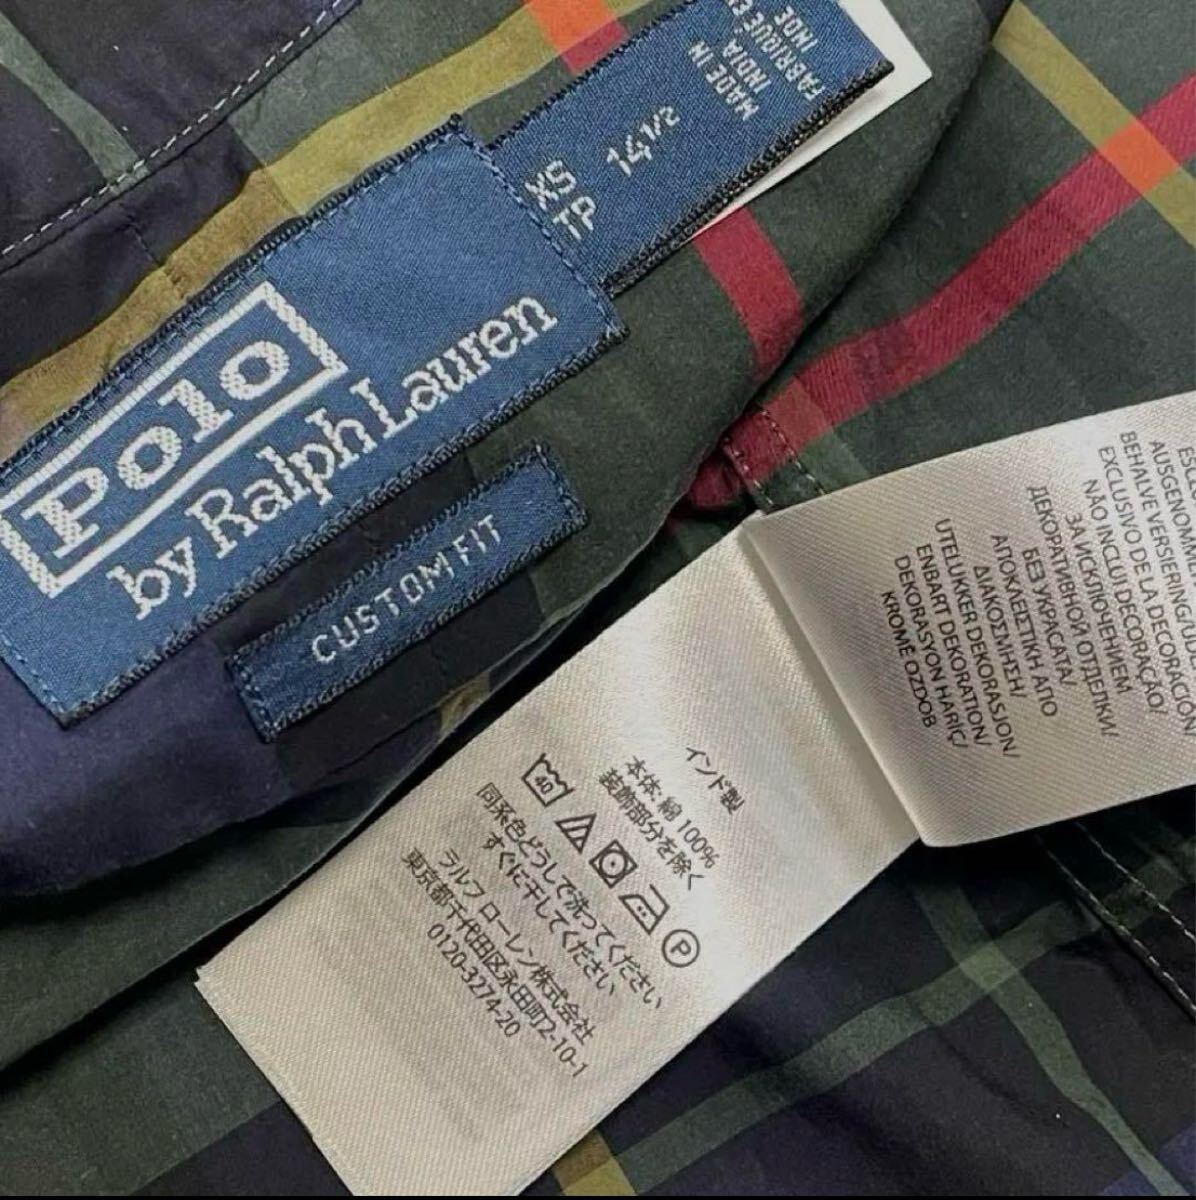 Polo
by Ralph Lauren
CUSTOM FIT
XS
TP
14 1/2
MADE IN
INDIA
FABRIQUE E
INDE
インド製
本体: 綿 100%
装飾部分を除く
40
P
同系色どうしで洗ってください
すぐに干してください
ラルフ ローレン株式会社
東京都千代田区永田町2-10-1
0120-3274-20
AUSGENOMME
BEHALVE VERSIERING/
EXCLUSIVO DE LA DECORACION/
NÃO INCLUI DECORAÇÃO/
ЗА ИСКЛЮЧЕНИЕМ
ДЕКОРАТИВНОЙ ОТДЕЛКИ/
БЕЗ УКРАСАТА/
ΑΠΟΚΛΕΙΣΤΙΚΗ ΑΠΟ
ΔΙΑΚΟΣΜΗΣΗ/
UTELUKKER DEKORASJON/
ENBART DEKORATION/
DEKORASYON HARIÇ/
KROMĚ OZDOB